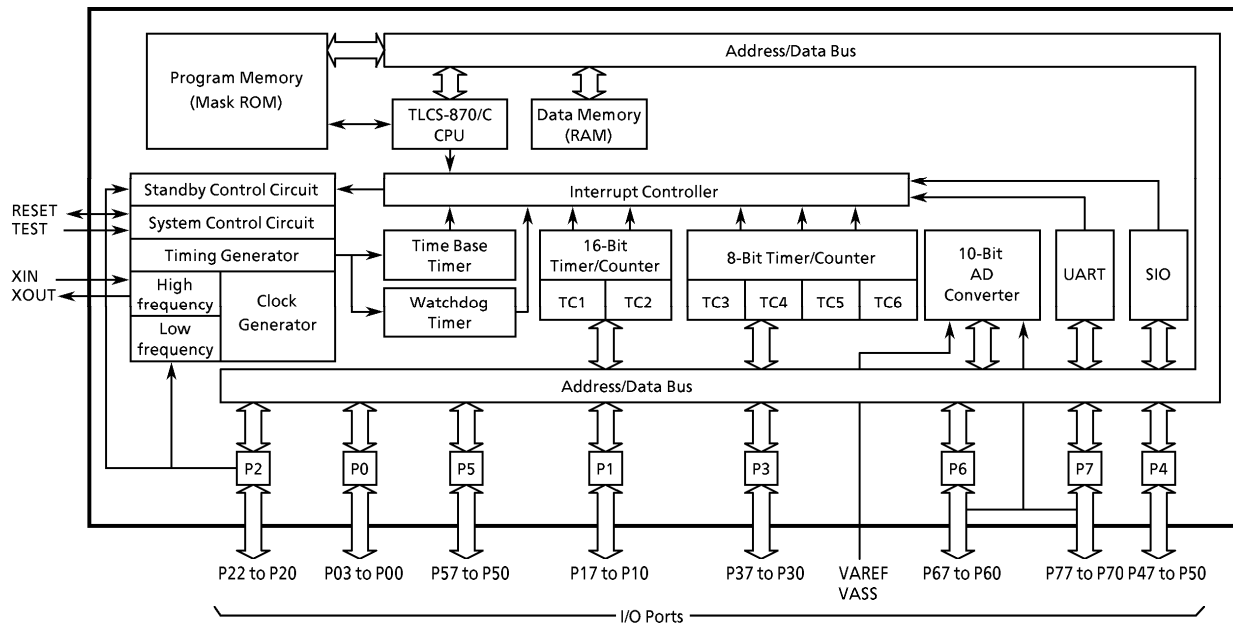 Address/Data Bus
Program Memory
(Mask ROM)
TLCS-870/C
CPU
Data Memory
(RAM)
Standby Control Circuit
Interrupt Controller
RESET
TEST
System Control Circuit
Timing Generator
Time Base
Timer
16-Bit
Timer/Counter
8-Bit Timer/Counter
10-Bit
AD
Converter
UART
SIO
XIN
XOUT
High
frequency
Clock
Generator
Low
frequency
Watchdog
Timer
TC1
TC2
TC3
TC4
TC5
TC6
Address/Data Bus
P2
P0
P5
P1
P3
P6
P7
P4
P22 to P20
P03 to P00
P57 to P50
P17 to P10
P37 to P30
VAREF
VASS
P67 to P60
P77 to P70
P47 to P50
I/O Ports